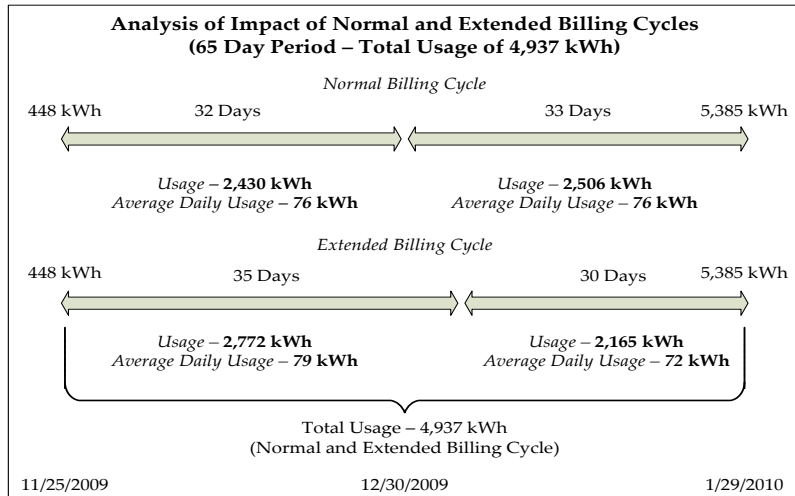 Analysis of Impact of Normal and Extended Billing Cycles
(65 Day Period – Total Usage of 4,937 kWh)
Normal Billing Cycle
448 kWh 32 Days 33 Days 5,385 kWh
Usage – 2,430 kWh Usage – 2,506 kWh
Average Daily Usage – 76 kWh Average Daily Usage – 76 kWh
Extended Billing Cycle
448 kWh 35 Days 30 Days 5,385 kWh
Usage – 2,772 kWh Usage – 2,165 kWh
Average Daily Usage – 79 kWh Average Daily Usage – 72 kWh
Total Usage – 4,937 kWh
(Normal and Extended Billing Cycle)
11/25/2009 12/30/2009 1/29/2010